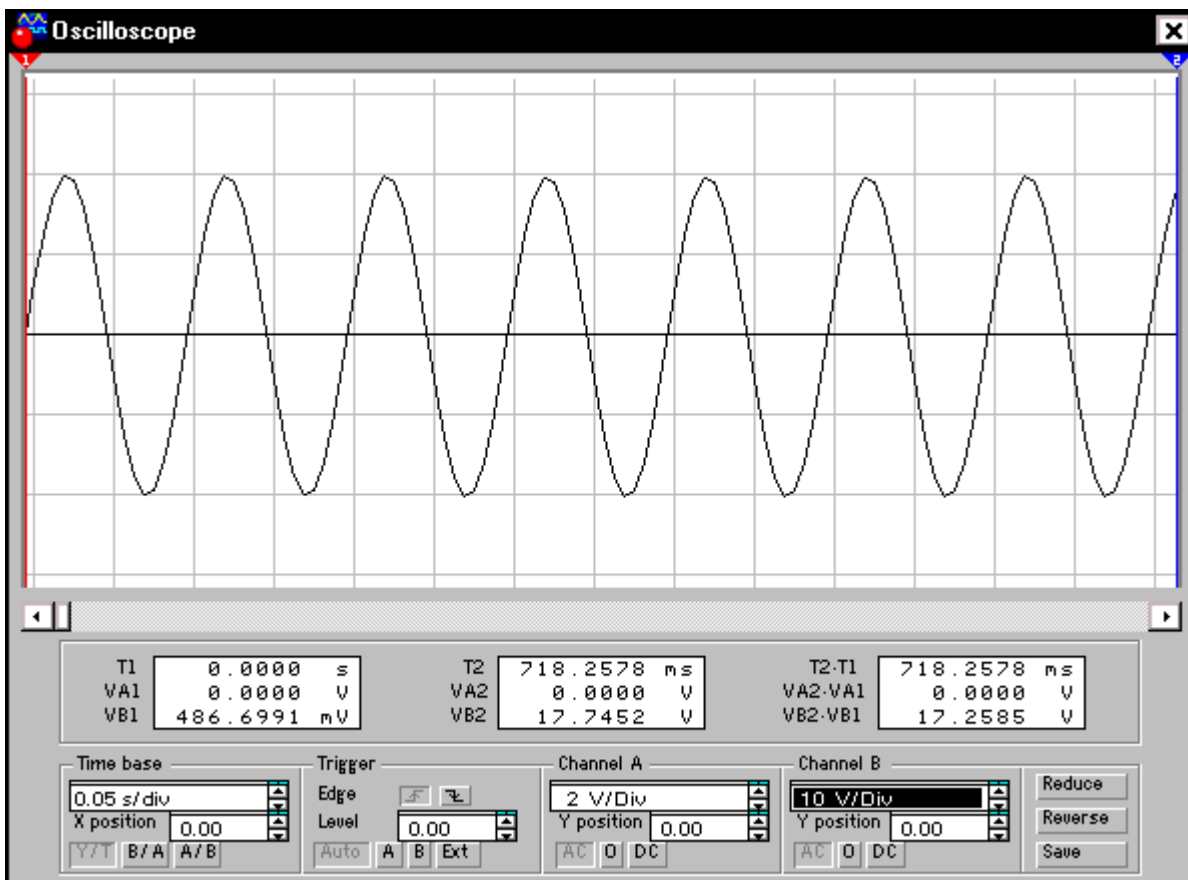 Oscilloscope
1 2
T1 0.0000 s T2 718.2578 ms T2-T1 718.2578 ms
VA1 0.0000 V VA2 0.0000 V VA2-VA1 0.0000 V
VB1 486.6991 mV VB2 17.7452 V VB2-VB1 17.2585 V
Time base Trigger Channel A Channel B
0.05 s/div Edge 2 V/Div 10 V/Div Reduce
X position 0.00 Level 0.00 Y position 0.00 Y position 0.00 Reverse
Y/T B/A A/B Auto A B Ext AC 0 DC AC 0 DC Save